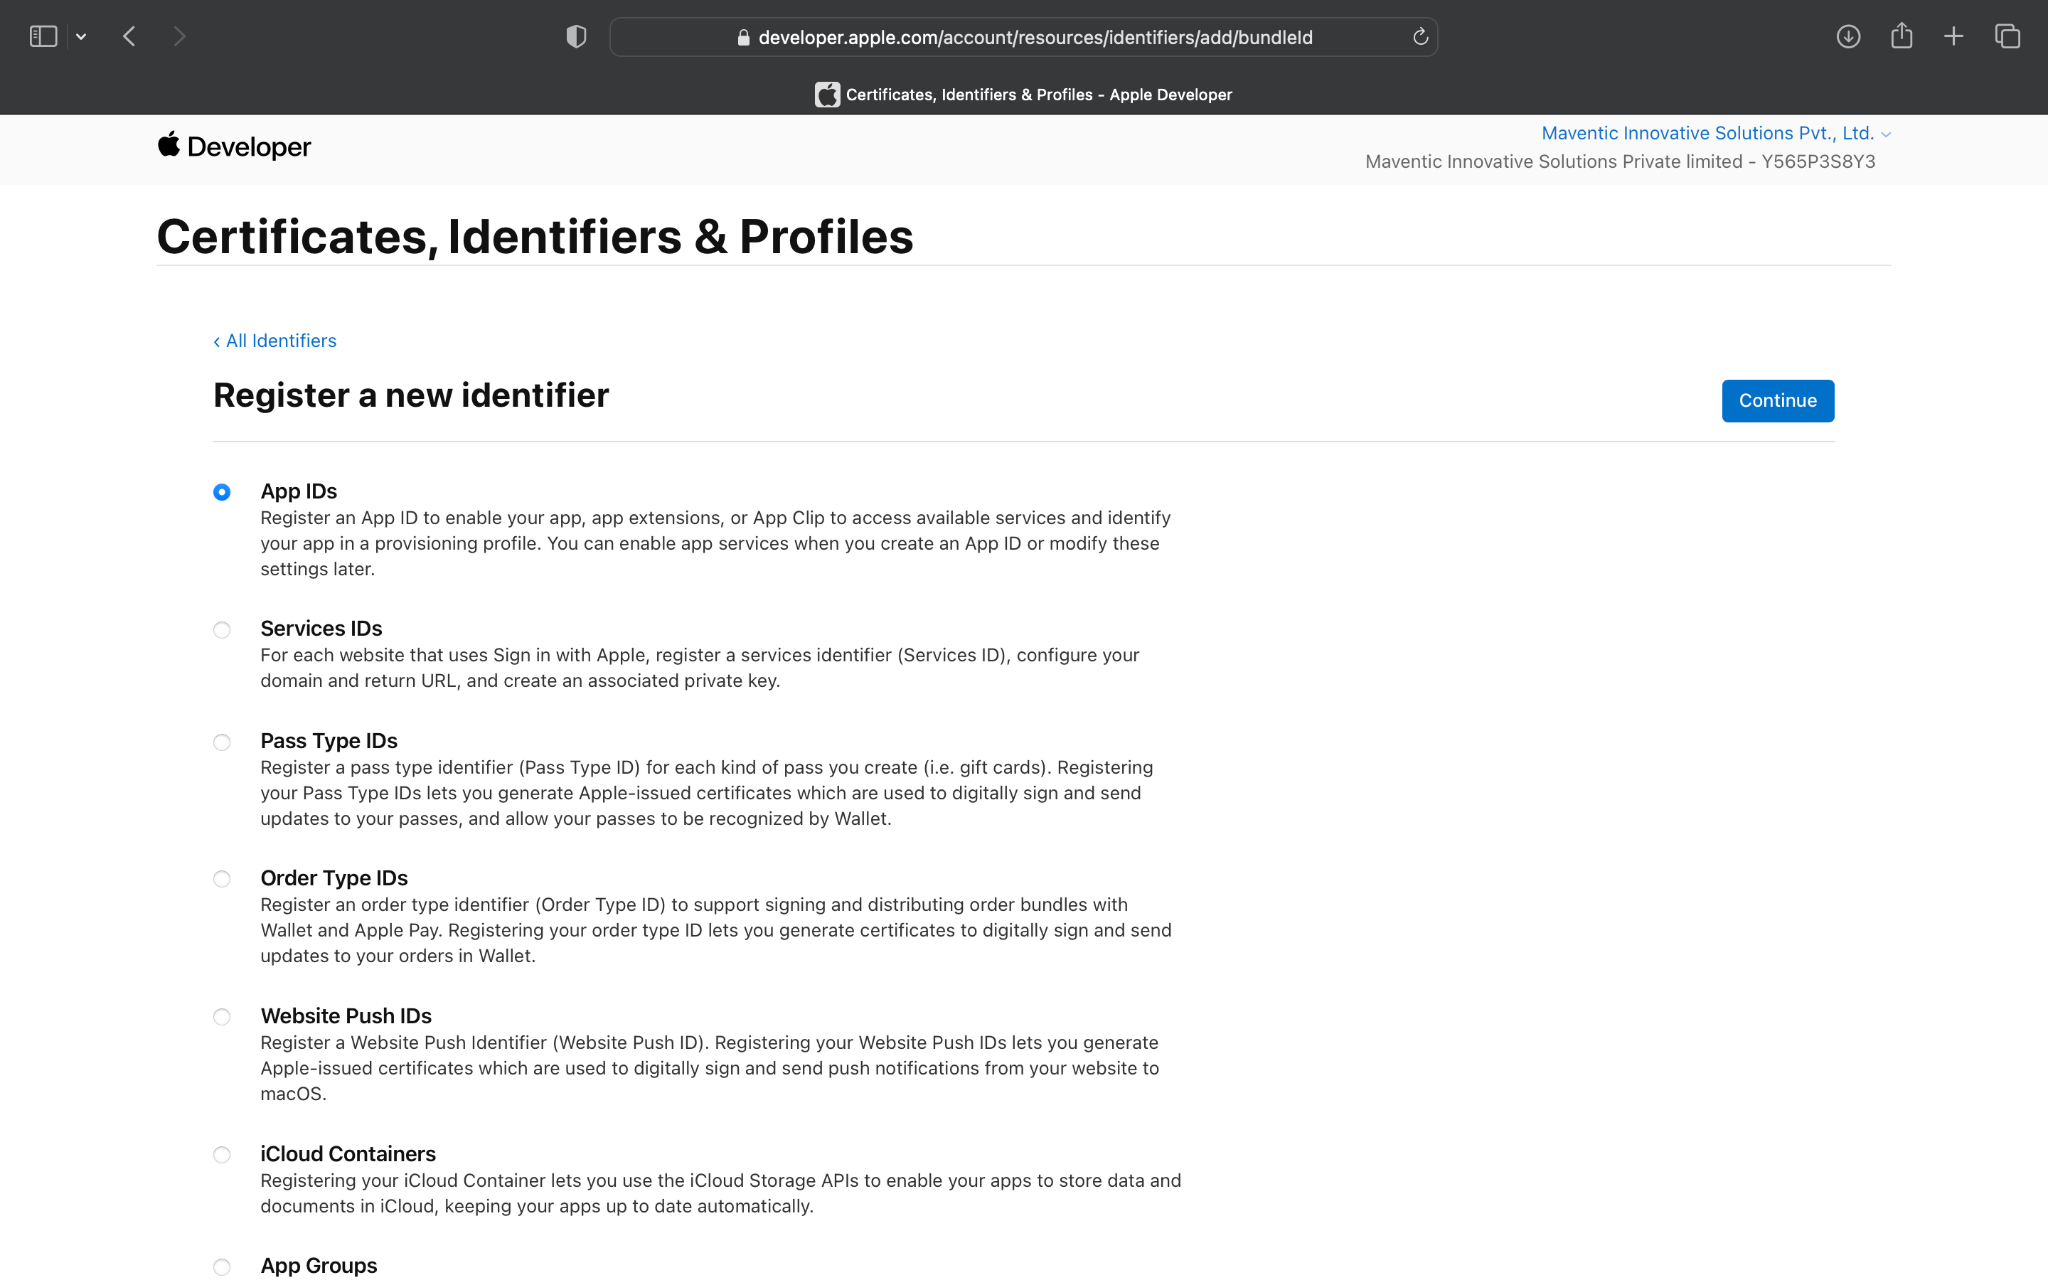 developer.apple.com/account/resources/identifiers/add/bundleId
Certificates, Identifiers & Profiles - Apple Developer
Developer
Maventic Innovative Solutions Pvt., Ltd.
Maventic Innovative Solutions Private limited - Y565P3S8Y3
Certificates, Identifiers & Profiles
‹ All Identifiers
Register a new identifier
Continue
App IDs
Register an App ID to enable your app, app extensions, or App Clip to access available services and identify
your app in a provisioning profile. You can enable app services when you create an App ID or modify these
settings later.
Services IDs
For each website that uses Sign in with Apple, register a services identifier (Services ID), configure your
domain and return URL, and create an associated private key.
Pass Type IDs
Register a pass type identifier (Pass Type ID) for each kind of pass you create (i.e. gift cards). Registering
your Pass Type IDs lets you generate Apple-issued certificates which are used to digitally sign and send
updates to your passes, and allow your passes to be recognized by Wallet.
Order Type IDs
Register an order type identifier (Order Type ID) to support signing and distributing order bundles with
Wallet and Apple Pay. Registering your order type ID lets you generate certificates to digitally sign and send
updates to your orders in Wallet.
Website Push IDs
Register a Website Push Identifier (Website Push ID). Registering your Website Push IDs lets you generate
Apple-issued certificates which are used to digitally sign and send push notifications from your website to
macOS.
iCloud Containers
Registering your iCloud Container lets you use the iCloud Storage APIs to enable your apps to store data and
documents in iCloud, keeping your apps up to date automatically.
App Groups